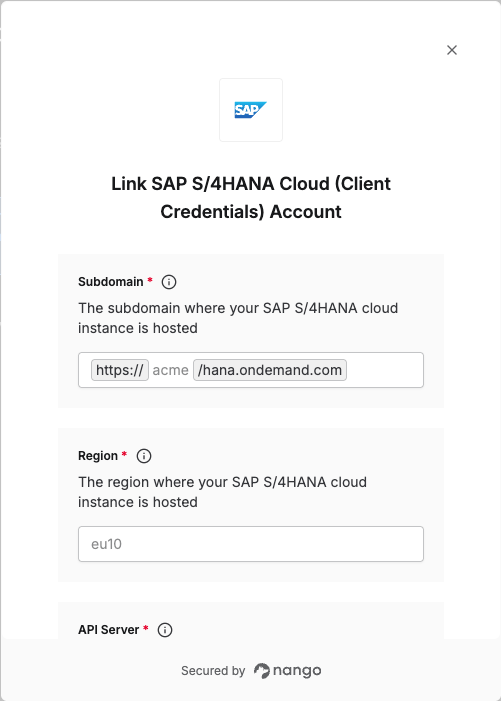 SAP
Link SAP S/4HANA Cloud (Client
Credentials) Account
Subdomain *
The subdomain where your SAP S/4HANA cloud
instance is hosted
https:// acme /hana.ondemand.com
Region *
The region where your SAP S/4HANA cloud
instance is hosted
eu10
API Server *
Secured by nango